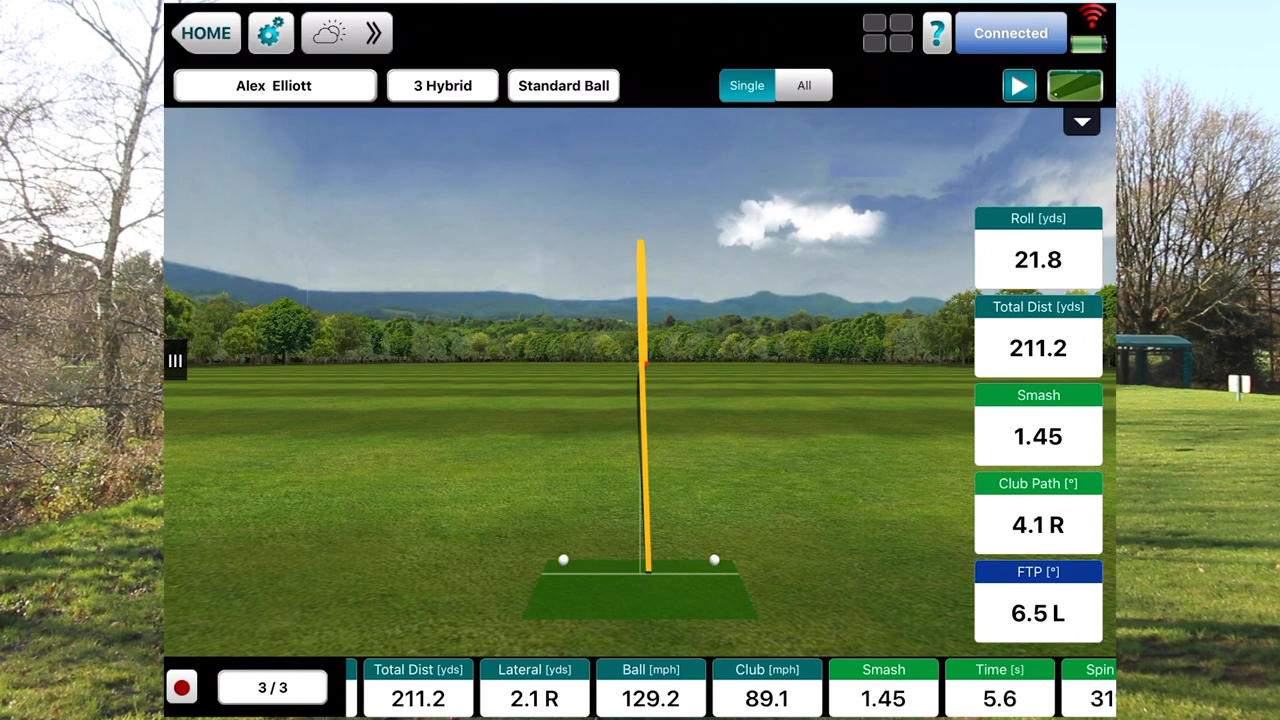 HOME
?
Connected
Alex Elliott
3 Hybrid
Standard Ball
Single
All
Roll [yds]
21.8
Total Dist [yds]
211.2
Smash
1.45
Club Path [°]
4.1 R
FTP [°]
6.5 L
3 / 3
Total Dist [yds]
211.2
Lateral [yds]
2.1 R
Ball [mph]
129.2
Club [mph]
89.1
Smash
1.45
Time [s]
5.6
Spin
31